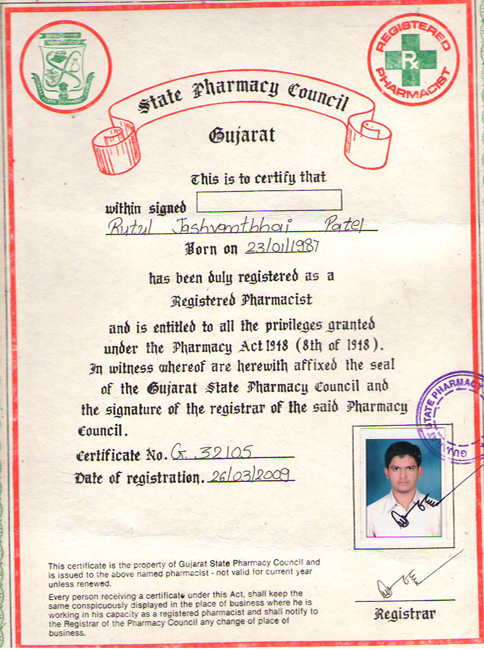 REGISTERED
Rx
PHARMACIST
State Pharmacy Council
Gujarat
This is to certify that
within signed
Rutul Jashvantbhai Patel
Born on 23/01/1987
has been duly registered as a
Registered Pharmacist
and is entitled to all the privileges granted
under the Pharmacy Act 1918 (8th of 1918).
In witness whereof are herewith affixed the seal
of the Gujarat State Pharmacy Council and
the signature of the registrar of the said Pharmacy
Council.
Certificate No. G. 32105
Date of registration. 26/03/2009
GUJARAT STATE PHARMACY
This certificate is the property of Gujarat State Pharmacy Council and
is issued to the above named pharmacist - not valid for current year
unless renewed.
Every person receiving a certificate under this Act, shall keep the
same conspicuously displayed in the place of business where he is
working in his capacity as a registered pharmacist and shall notify to
the Registrar of the Pharmacy Council any change of place of
business.
Registrar